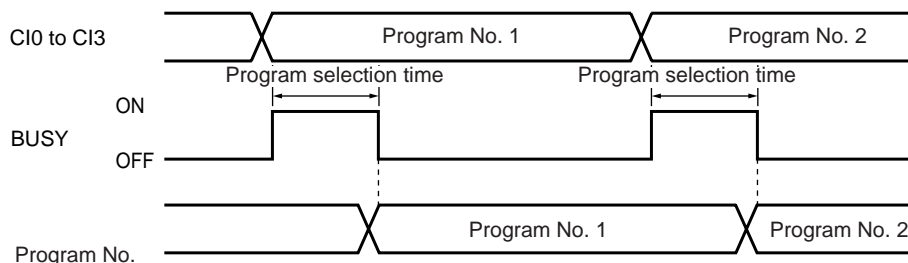 CI0 to CI3
Program No. 1
Program No. 2
Program selection time
Program selection time
ON
BUSY
OFF
Program No. 1
Program No. 2
Program No.